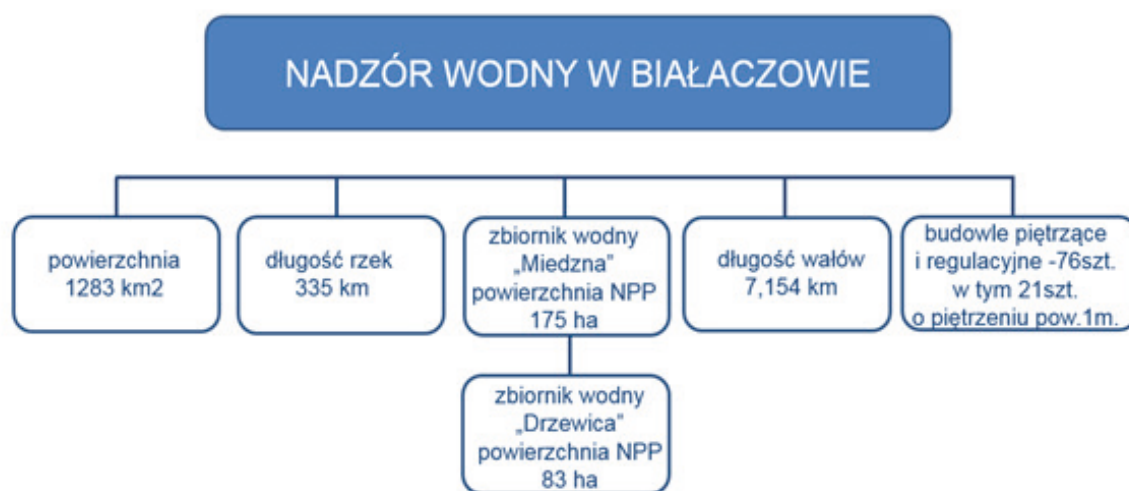 NADZÓR WODNY W BIAŁACZOWIE
powierzchnia
1283 km2
długość rzek
335 km
zbiornik wodny
„Miedzna"
powierzchnia NPP
175 ha
długość wałów
7,154 km
budowle piętrzące
i regulacyjne -76szt.
w tym 21szt.
o piętrzeniu pow.1m.
zbiornik wodny
„Drzewica"
powierzchnia NPP
83 ha